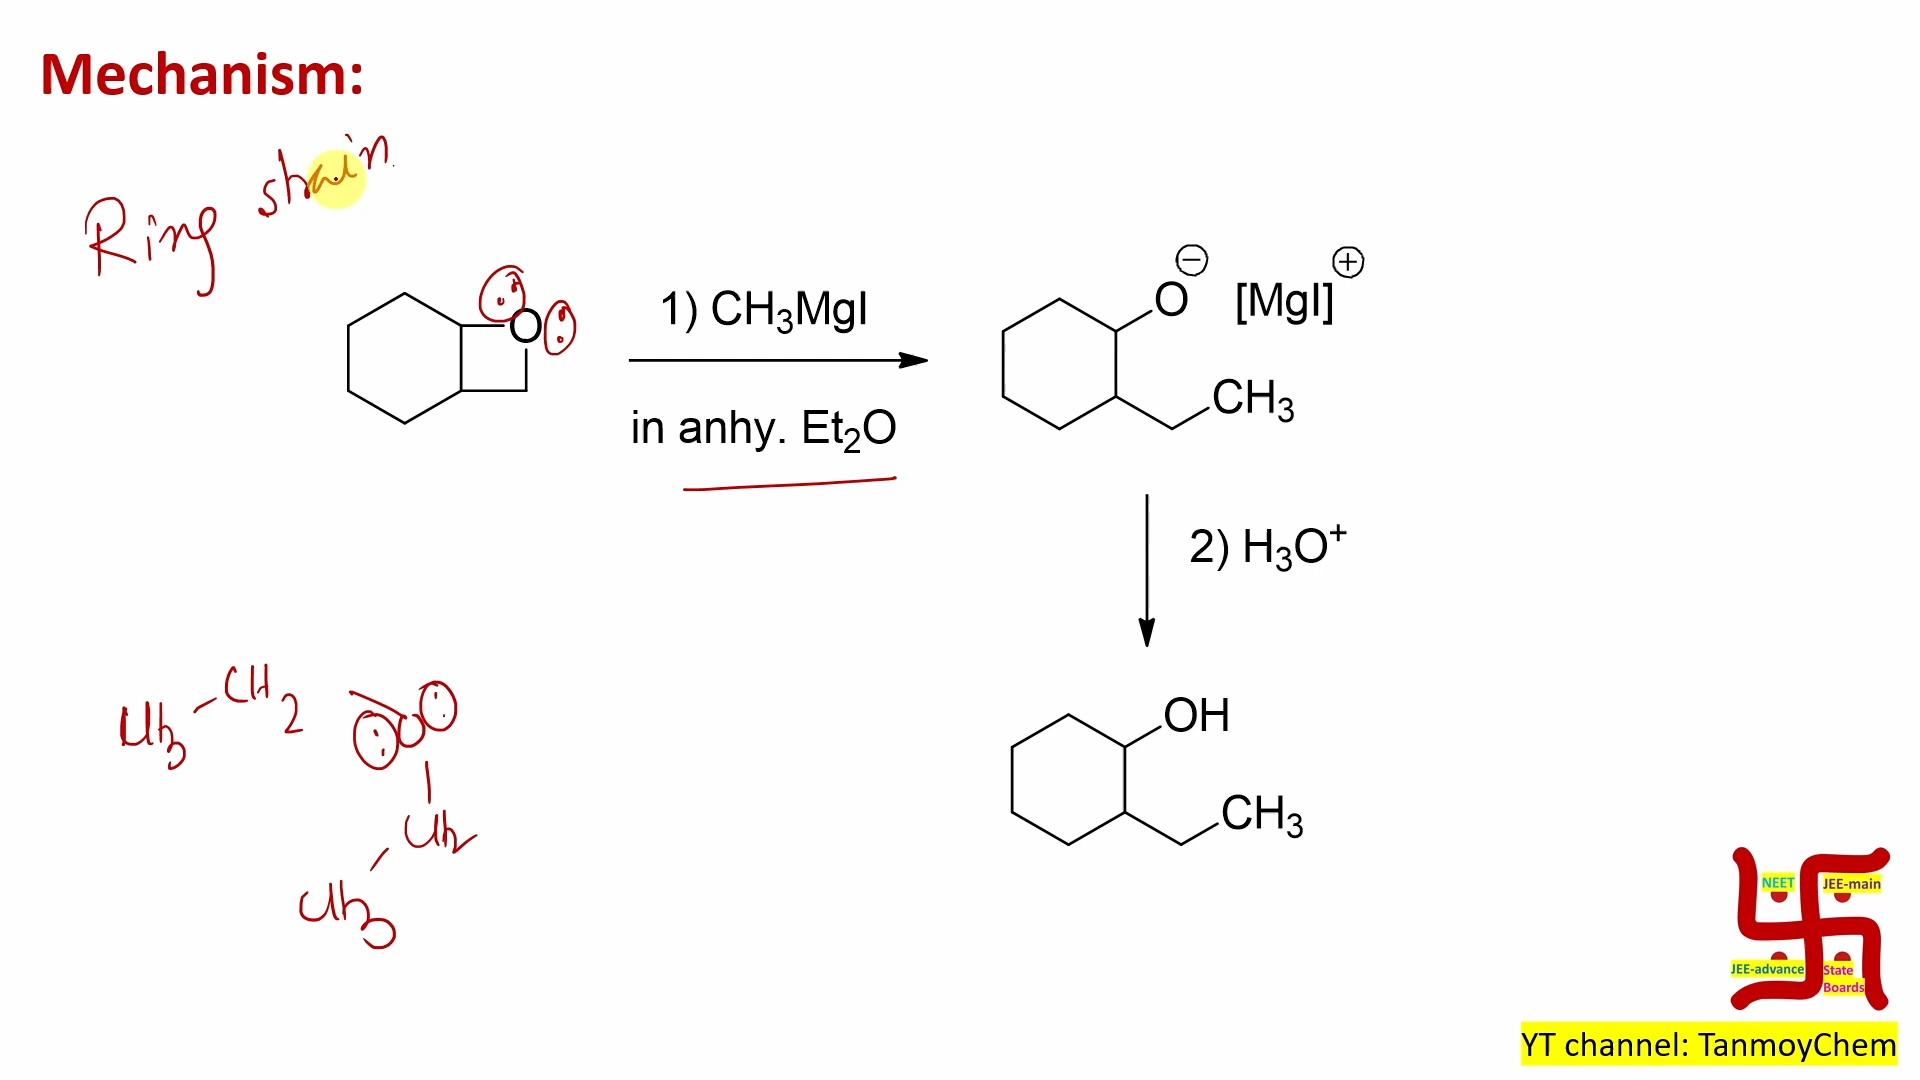 Mechanism:
Ring strain
O
1) CH₃MgI
in anhy. Et₂O
O⊖ [MgI]⊕
CH₃
2) H₃O⁺
OH
CH₃
CH₃-CH₂
O
CH₂
CH₃
NEET JEE-main
JEE-advance State Boards
YT channel: TanmoyChem